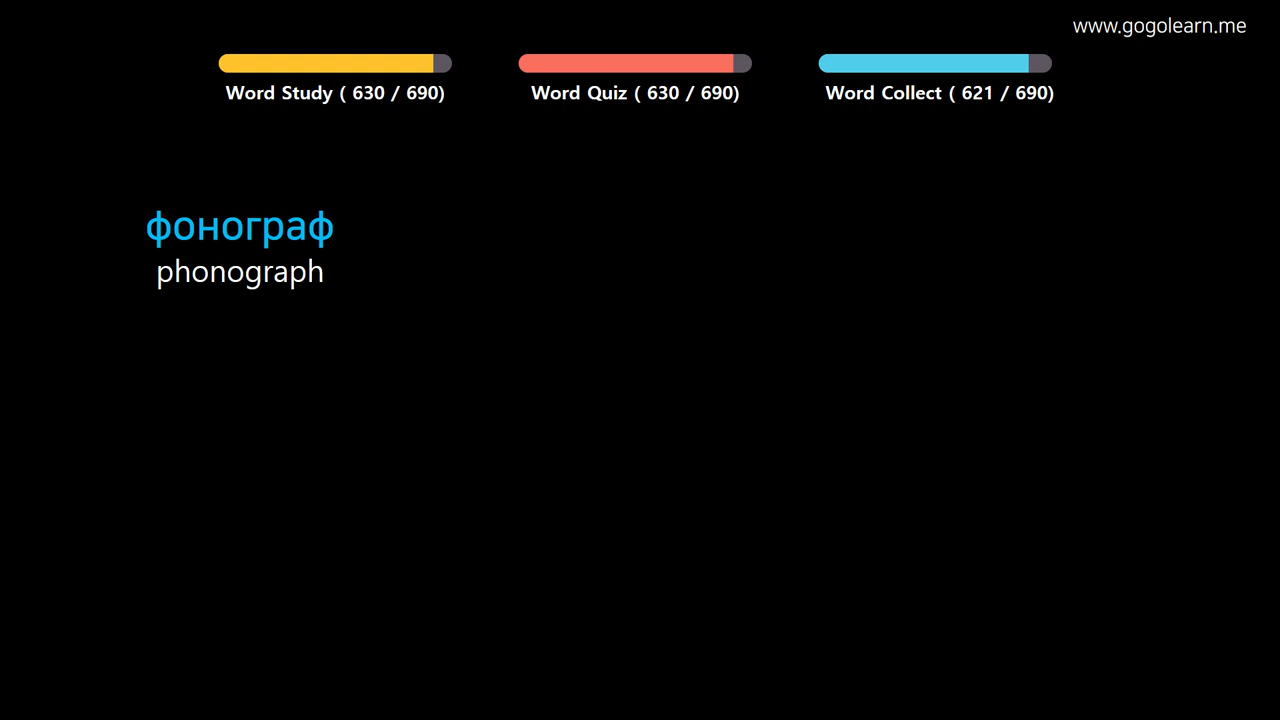 www.gogolearn.me
Word Study ( 630 / 690)
Word Quiz ( 630 / 690)
Word Collect ( 621 / 690)
фонограф
phonograph